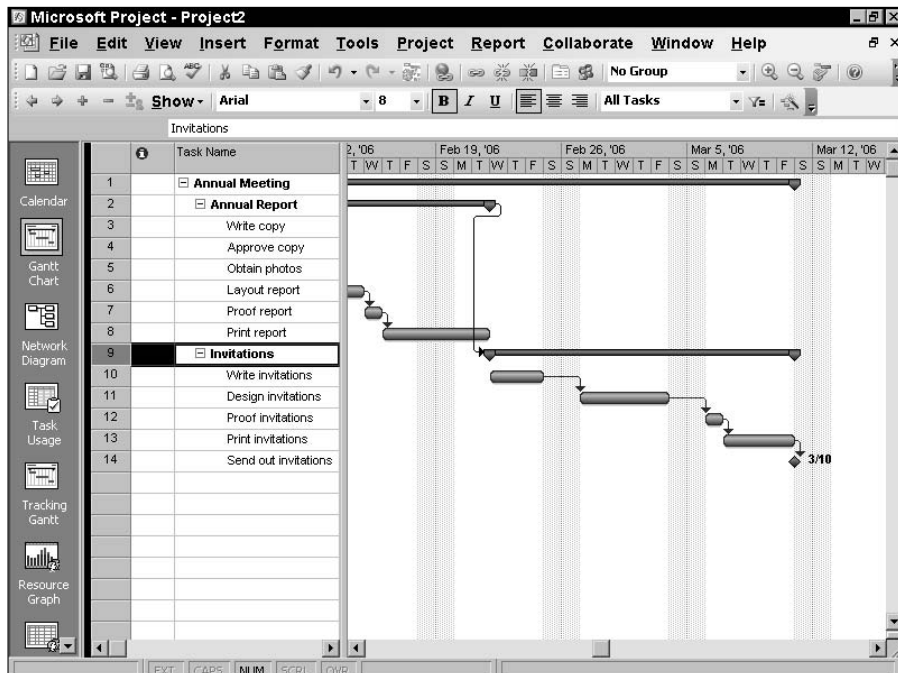 Microsoft Project - Project2
File Edit View Insert Format Tools Project Report Collaborate Window Help
No Group
Show Arial 8 B I U All Tasks
Invitations
Task Name
2, '06 Feb 19, '06 Feb 26, '06 Mar 5, '06 Mar 12, '06
T W T F S S M T W T F S S M T W T F S S M T W T F S S M T W
1 Annual Meeting
2 Annual Report
3 Write copy
4 Approve copy
5 Obtain photos
6 Layout report
7 Proof report
8 Print report
9 Invitations
10 Write invitations
11 Design invitations
12 Proof invitations
13 Print invitations
14 Send out invitations 3/10
Calendar
Gantt
Chart
Network
Diagram
Task
Usage
Tracking
Gantt
Resource
Graph
EXT CAPS NUM SCRL OVR